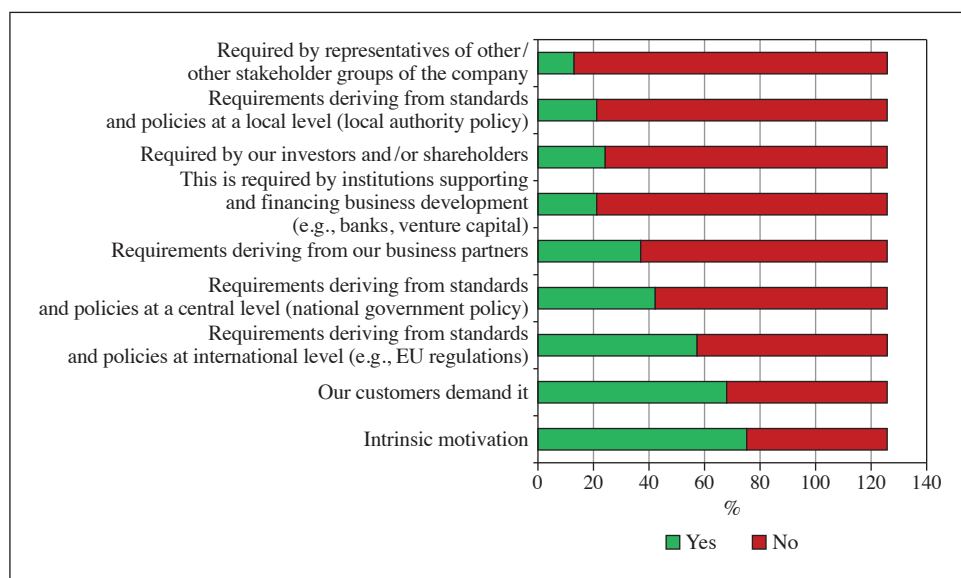 Required by representatives of other/
other stakeholder groups of the company
Requirements deriving from standards
and policies at a local level (local authority policy)
Required by our investors and/or shareholders
This is required by institutions supporting
and financing business development
(e.g., banks, venture capital)
Requirements deriving from our business partners
Requirements deriving from standards
and policies at a central level (national government policy)
Requirements deriving from standards
and policies at international level (e.g., EU regulations)
Our customers demand it
Intrinsic motivation
0 20 40 60 80 100 120 140
%
Yes No